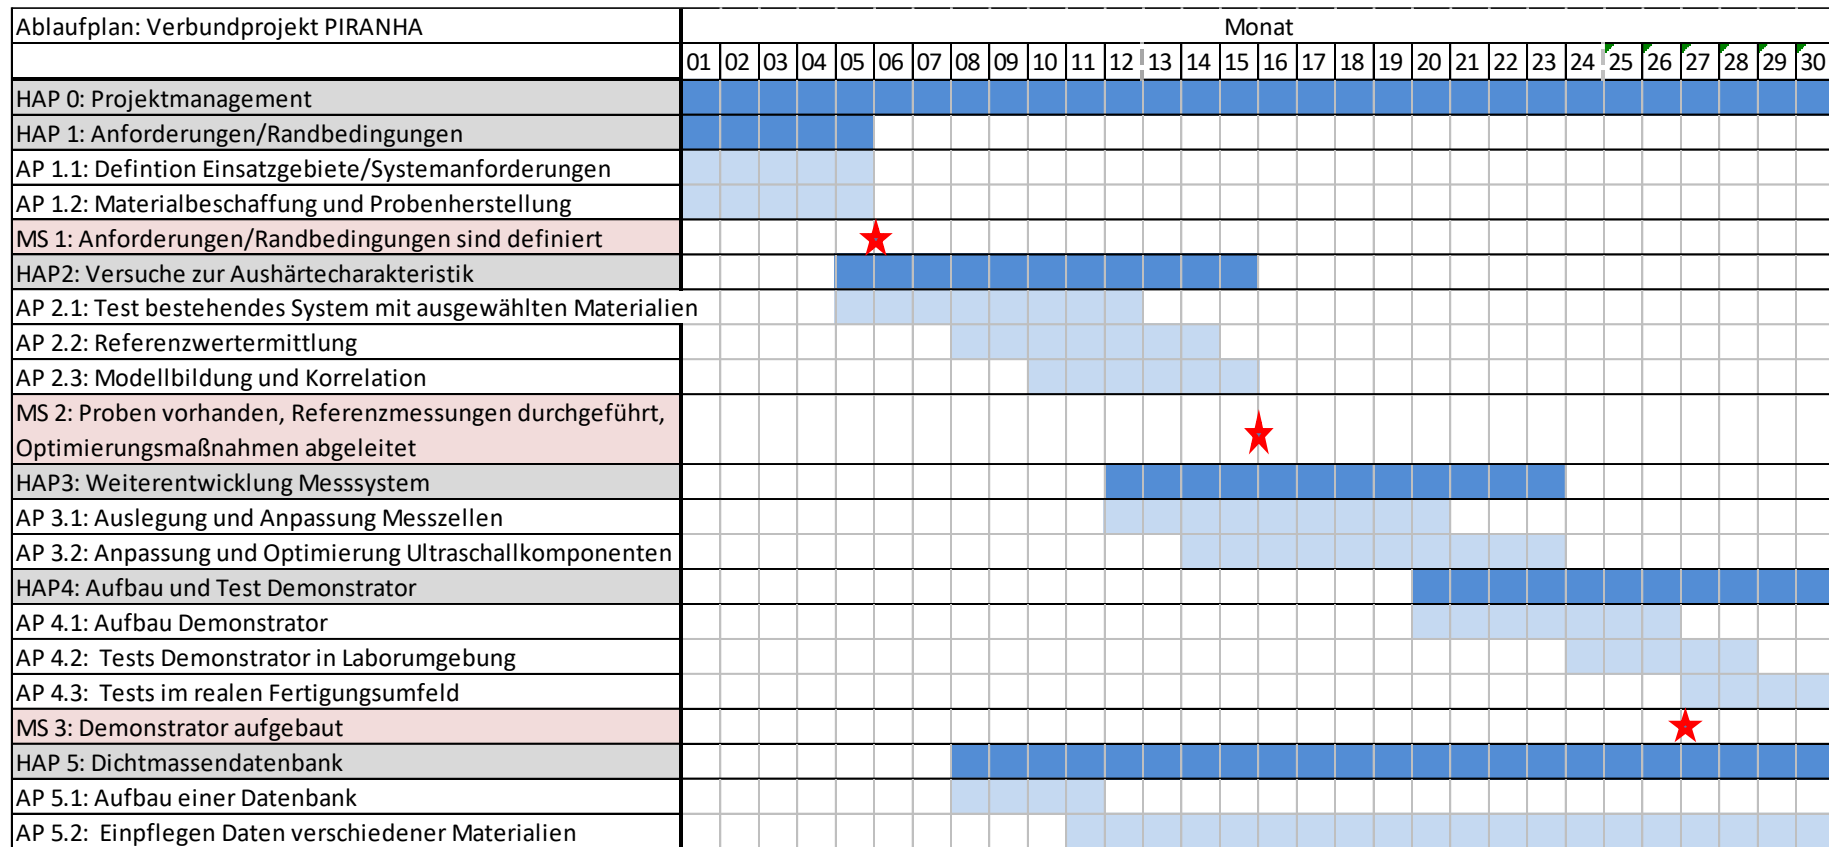 Ablaufplan: Verbundprojekt PIRANHA
Monat
01 02 03 04 05 06 07 08 09 10 11 12 13 14 15 16 17 18 19 20 21 22 23 24 25 26 27 28 29 30
HAP 0: Projektmanagement
HAP 1: Anforderungen/Randbedingungen
AP 1.1: Defintion Einsatzgebiete/Systemanforderungen
AP 1.2: Materialbeschaffung und Probenherstellung
MS 1: Anforderungen/Randbedingungen sind definiert
HAP2: Versuche zur Aushärtecharakteristik
AP 2.1: Test bestehendes System mit ausgewählten Materialien
AP 2.2: Referenzwertermittlung
AP 2.3: Modellbildung und Korrelation
MS 2: Proben vorhanden, Referenzmessungen durchgeführt,
Optimierungsmaßnahmen abgeleitet
HAP3: Weiterentwicklung Messsystem
AP 3.1: Auslegung und Anpassung Messzellen
AP 3.2: Anpassung und Optimierung Ultraschallkomponenten
HAP4: Aufbau und Test Demonstrator
AP 4.1: Aufbau Demonstrator
AP 4.2: Tests Demonstrator in Laborumgebung
AP 4.3: Tests im realen Fertigungsumfeld
MS 3: Demonstrator aufgebaut
HAP 5: Dichtmassendatenbank
AP 5.1: Aufbau einer Datenbank
AP 5.2: Einpflegen Daten verschiedener Materialien